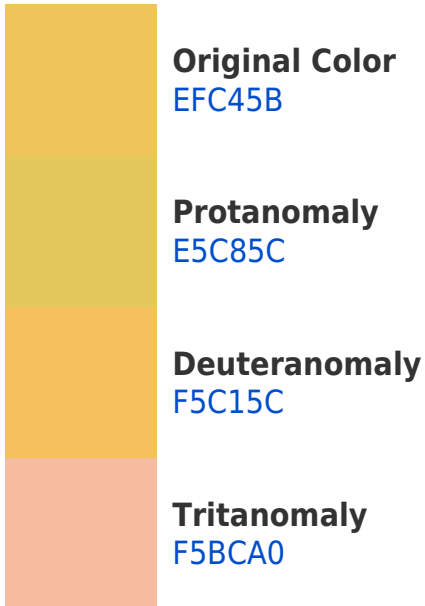 Original Color
EFC45B
Protanomaly
E5C85C
Deuteranomaly
F5C15C
Tritanomaly
F5BCA0